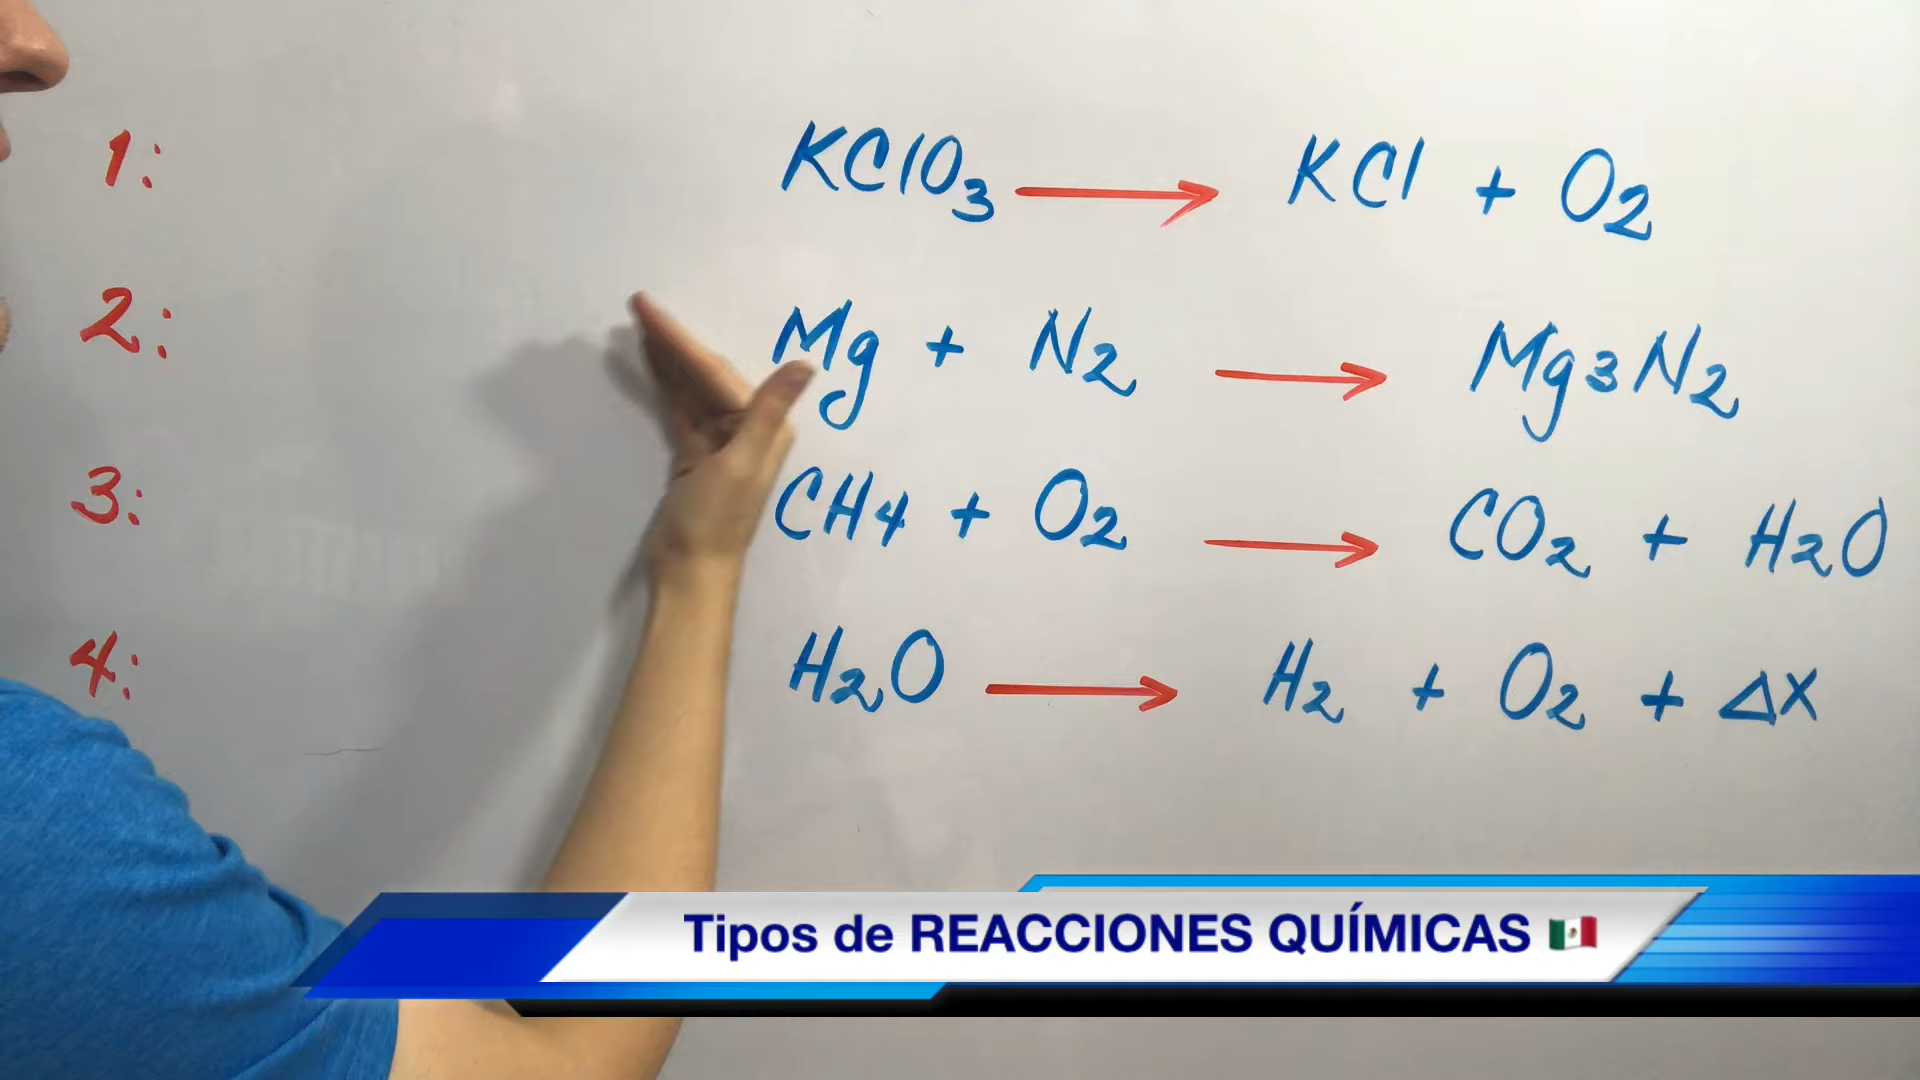 1: KClO3 → KCl + O2
2: Mg + N2 → Mg3N2
3: CH4 + O2 → CO2 + H2O
4: H2O → H2 + O2 + ΔX
Tipos de REACCIONES QUÍMICAS 🇲🇽